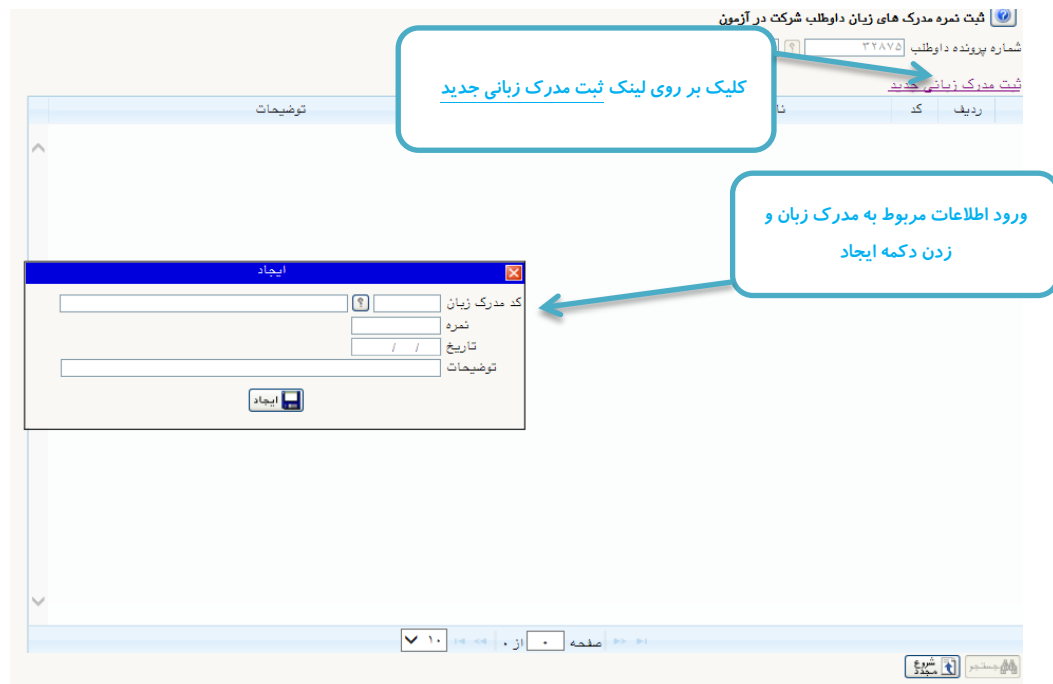 ثبت نمره مدرک های زبان داوطلب شرکت در آزمون
شماره پرونده داوطلب ۳۲۸۷۵
ثبت مدرک زبانی جدید
کلیک بر روی لینک ثبت مدرک زبانی جدید
ردیف کد توضیحات
ورود اطلاعات مربوط به مدرک زبان و
زدن دکمه ایجاد
ایجاد
کد مدرک زبان
نمره
تاریخ / /
توضیحات
ایجاد
صفحه ۰ از ۰ ۱۰
جستجو شروع مجدد